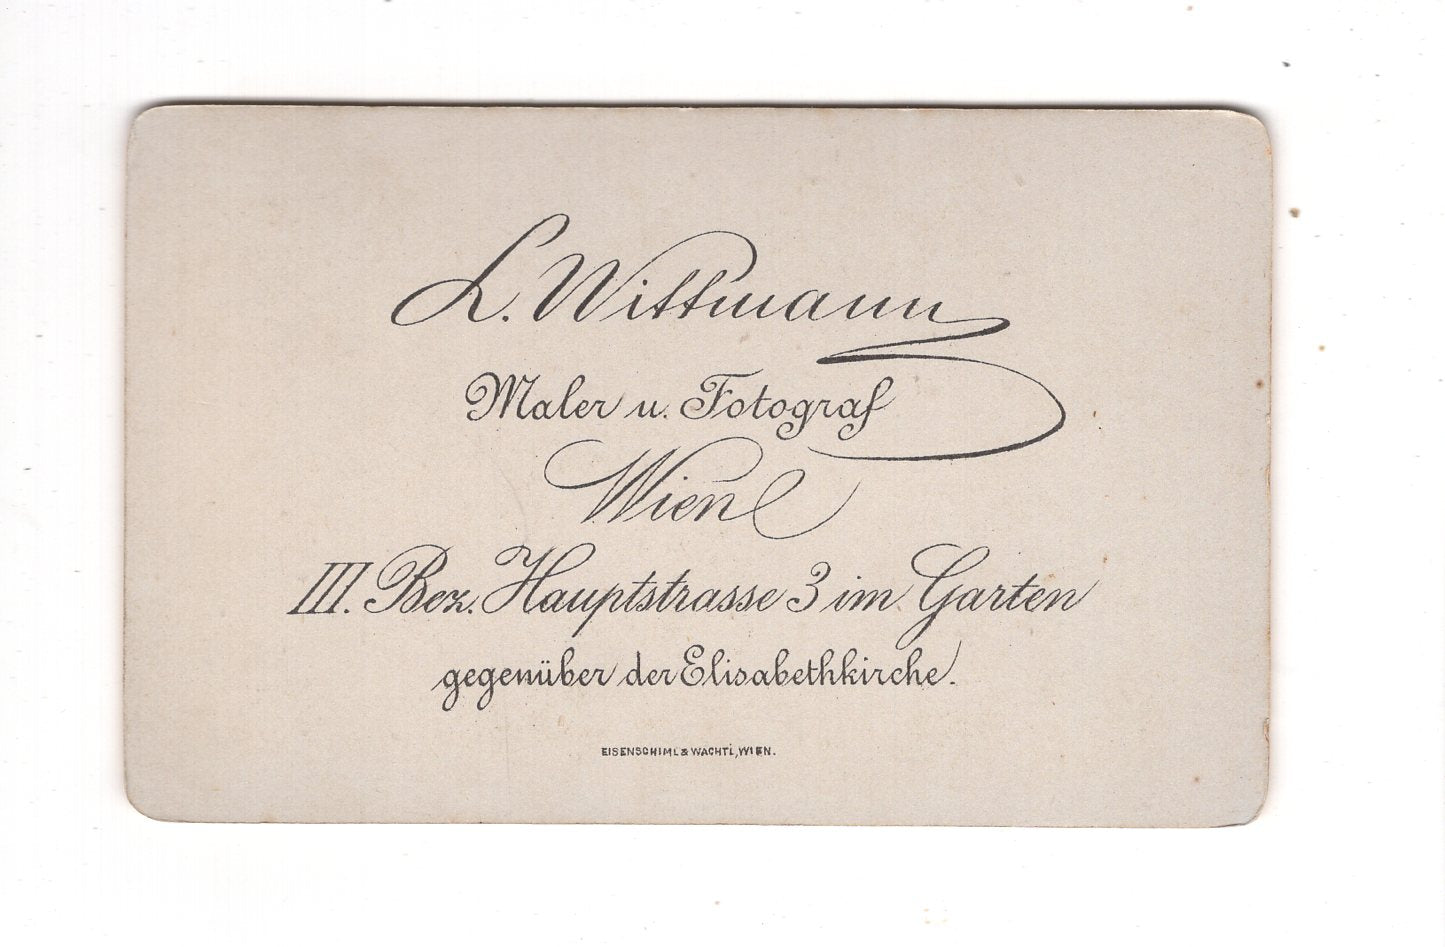 L. Wittmann
Maler u. Fotograf
Wien
III. Bez. Hauptstrasse 3 im Garten
gegenüber der Elisabethkirche.
EISENSCHIML & WACHTL, WIEN.